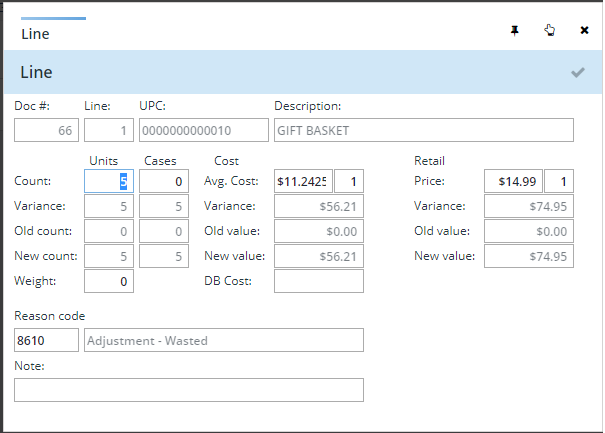 Line
Line
Doc #: Line: UPC: Description:
66 1 0000000000010 GIFT BASKET
Units Cases Cost Retail
Count: 5 0 Avg. Cost: $11.2425 1 Price: $14.99 1
Variance: 5 5 Variance: $56.21 Variance: $74.95
Old count: 0 0 Old value: $0.00 Old value: $0.00
New count: 5 5 New value: $56.21 New value: $74.95
Weight: 0 DB Cost:
Reason code
8610 Adjustment - Wasted
Note: